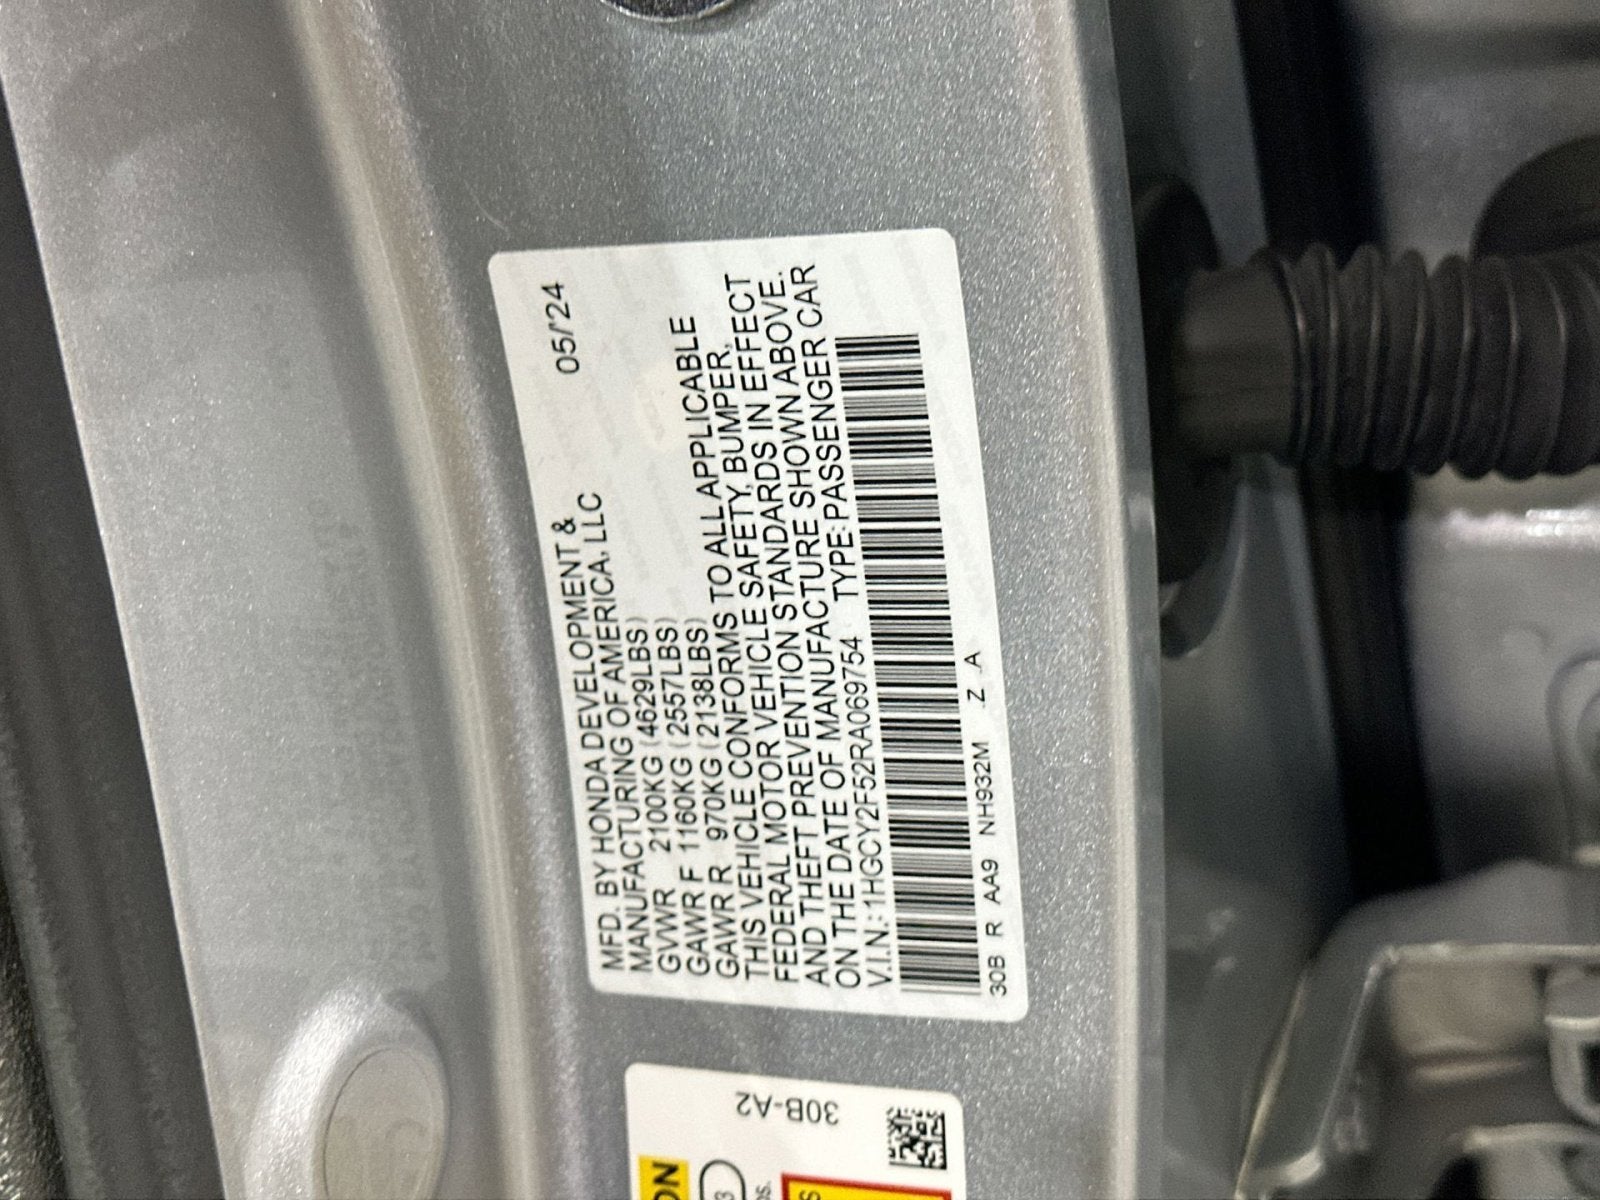 05/'24
MFD. BY HONDA DEVELOPMENT &
MANUFACTURING OF AMERICA, LLC
GVWR 2100KG (4629LBS)
GAWR F 1160KG (2557LBS)
GAWR R 970KG (2138LBS)
THIS VEHICLE CONFORMS TO ALL APPLICABLE
FEDERAL MOTOR VEHICLE SAFETY, BUMPER,
AND THEFT PREVENTION STANDARDS IN EFFECT
ON THE DATE OF MANUFACTURE SHOWN ABOVE.
V.I.N.: 1HGCY2F52RA069754 TYPE: PASSENGER CAR
30B R AA9 NH932M Z A
30B-A2